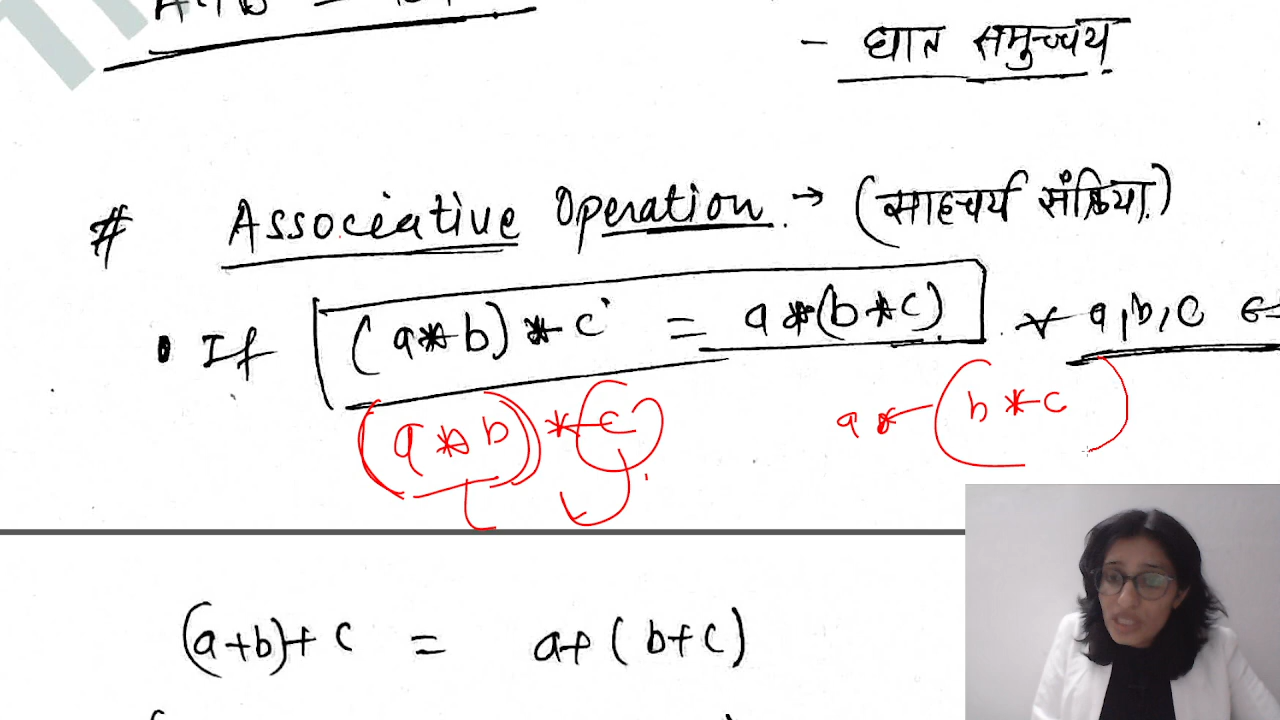 - घात समुच्चय
# Associative Operation → (साहचर्य संक्रिया)
• If (a*b)*c = a*(b*c) ∀ a,b,c ∈
(a*b)*c a*(b*c)
(a+b)+c = a+(b+c)